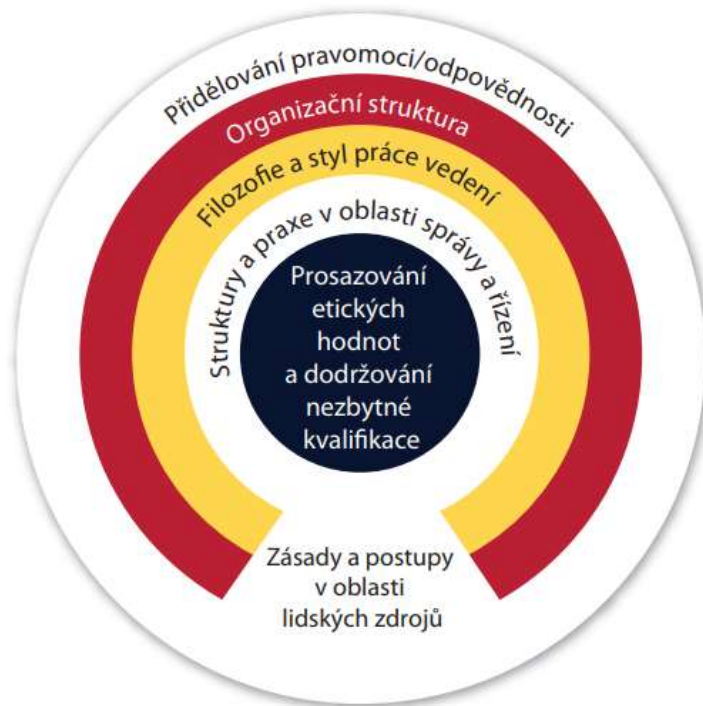 Přidělování pravomoci/odpovědnosti
Organizační struktura
Filozofie a styl práce vedení
Struktury a praxe v oblasti správy a řízení
Prosazování
etických
hodnot
a dodržování
nezbytné
kvalifikace
Zásady a postupy
v oblasti
lidských zdrojů